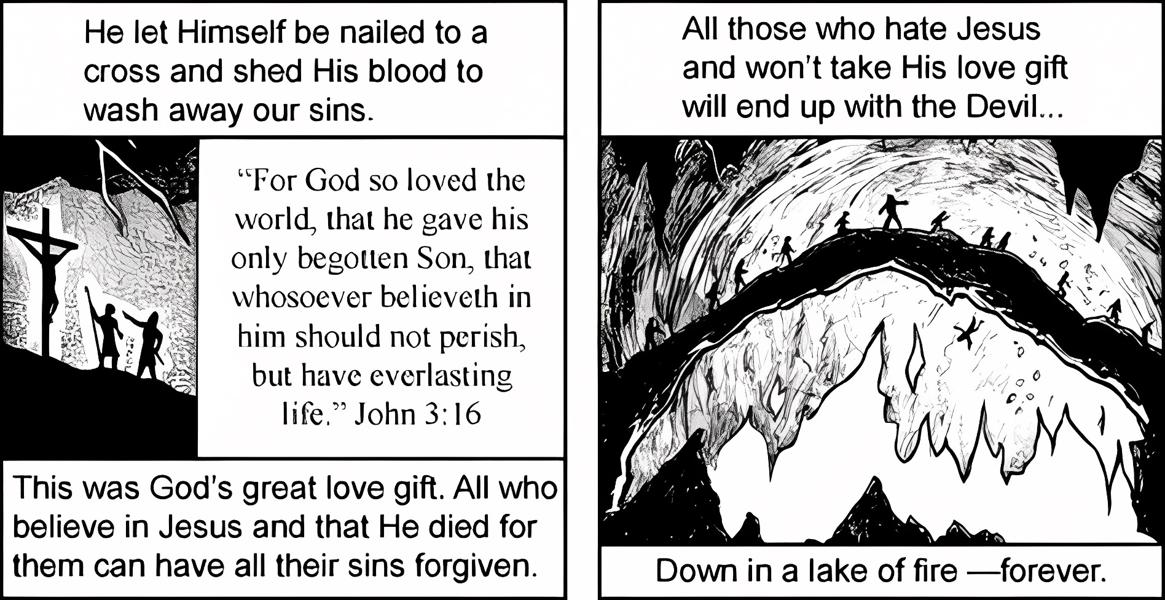 He let Himself be nailed to a
cross and shed His blood to
wash away our sins.
“For God so loved the
world, that he gave his
only begotten Son, that
whosoever believeth in
him should not perish,
but have everlasting
life.” John 3:16
This was God's great love gift. All who
believe in Jesus and that He died for
them can have all their sins forgiven.
All those who hate Jesus
and won't take His love gift
will end up with the Devil...
Down in a lake of fire —forever.